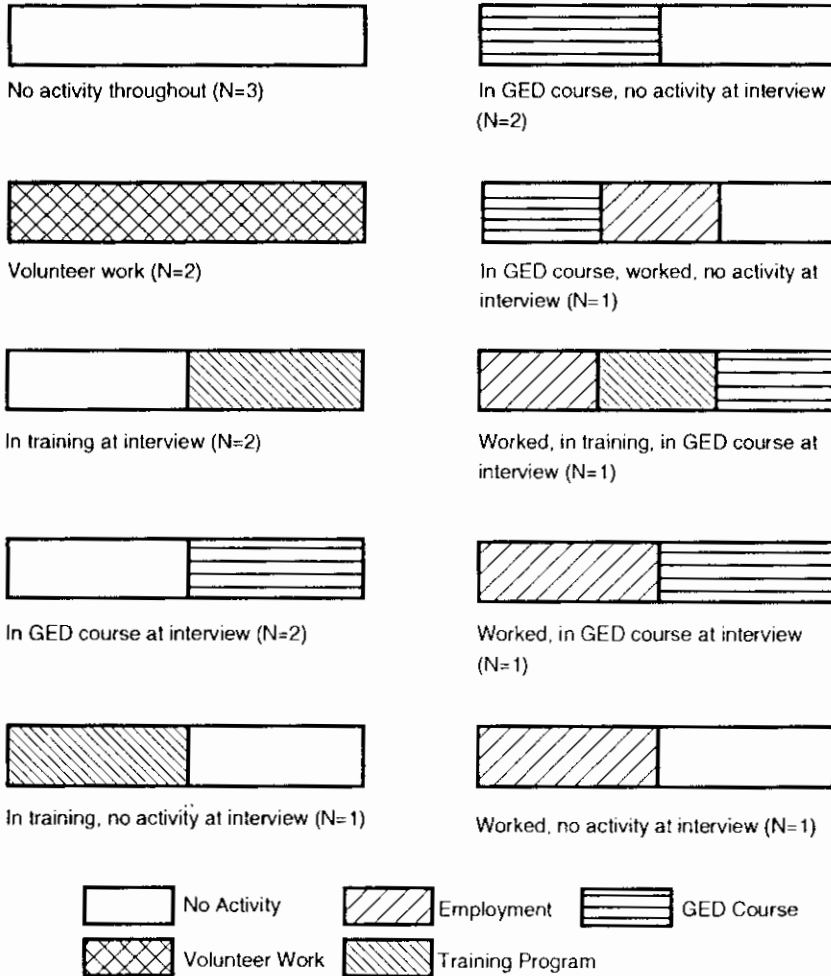 No activity throughout (N=3)
In GED course, no activity at interview
(N=2)
Volunteer work (N=2)
In GED course, worked, no activity at
interview (N=1)
In training at interview (N=2)
Worked, in training, in GED course at
interview (N=1)
In GED course at interview (N=2)
Worked, in GED course at interview
(N=1)
In training, no activity at interview (N=1)
Worked, no activity at interview (N=1)
No Activity
Employment
GED Course
Volunteer Work
Training Program